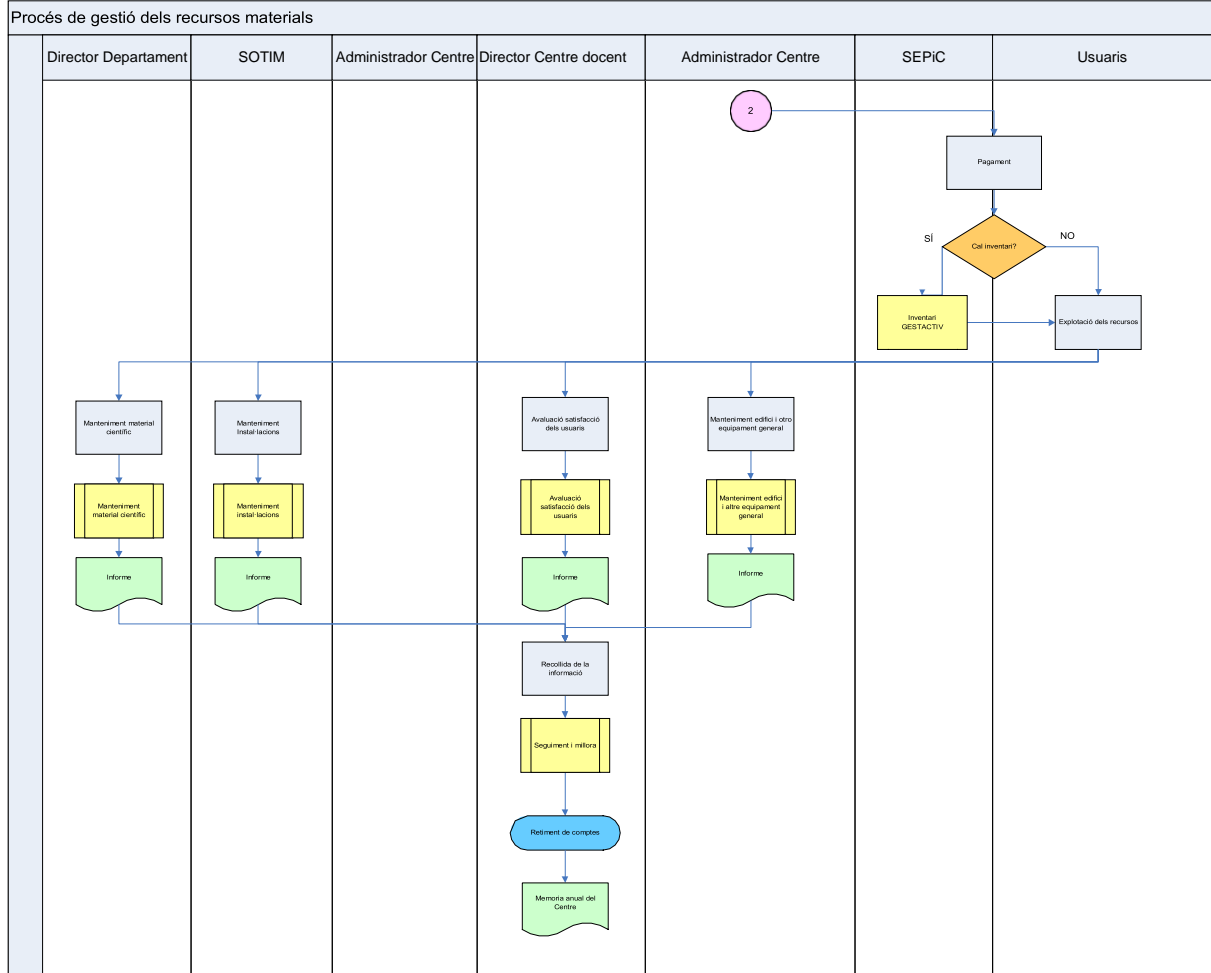 Procés de gestió dels recursos materials
Director Departament
SOTIM
Administrador Centre
Director Centre docent
Administrador Centre
SEPiC
Usuaris
2
Pagament
Cal inventari?
SÍ
NO
Inventari
GESTACTIV
Explotació dels recursos
Manteniment material
científic
Manteniment
Instal·lacions
Avaluació satisfacció
dels usuaris
Manteniment edifici i otro
equipament general
Manteniment
material científic
Manteniment
instal·lacions
Avaluació
satisfacció dels
usuaris
Manteniment edifici
i altre equipament
general
Informe
Informe
Informe
Informe
Recollida de la
informació
Seguiment i millora
Retiment de comptes
Memoria anual del
Centre